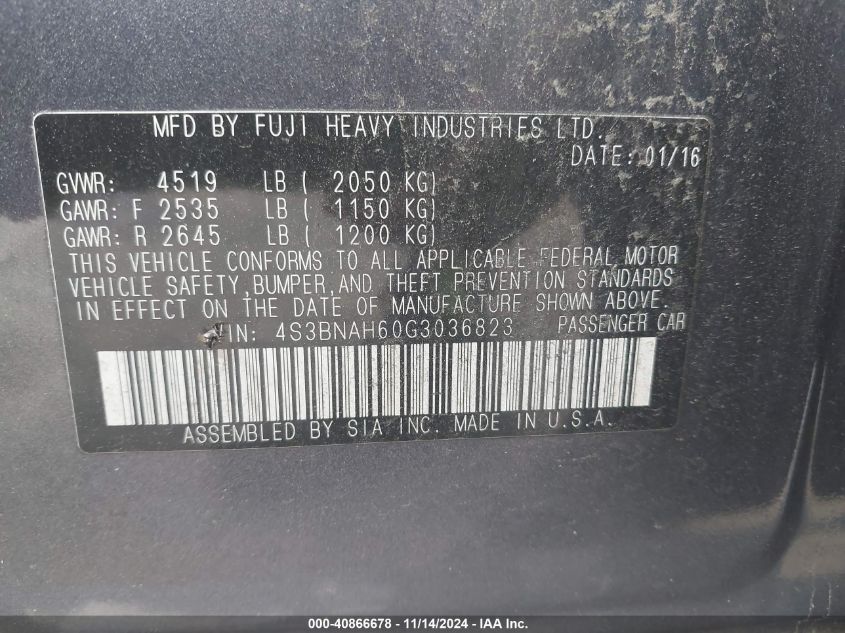 MFD BY FUJI HEAVY INDUSTRIES LTD.
DATE: 01/16
GVWR: 4519 LB ( 2050 KG)
GAWR: F 2535 LB ( 1150 KG)
GAWR: R 2645 LB ( 1200 KG)
THIS VEHICLE CONFORMS TO ALL APPLICABLE FEDERAL MOTOR
VEHICLE SAFETY, BUMPER, AND THEFT PREVENTION STANDARDS
IN EFFECT ON THE DATE OF MANUFACTURE SHOWN ABOVE.
IN: 4S3BNAH60G3036823 PASSENGER CAR
ASSEMBLED BY SIA INC. MADE IN U.S.A.
000-40866678 - 11/14/2024 - IAA Inc.